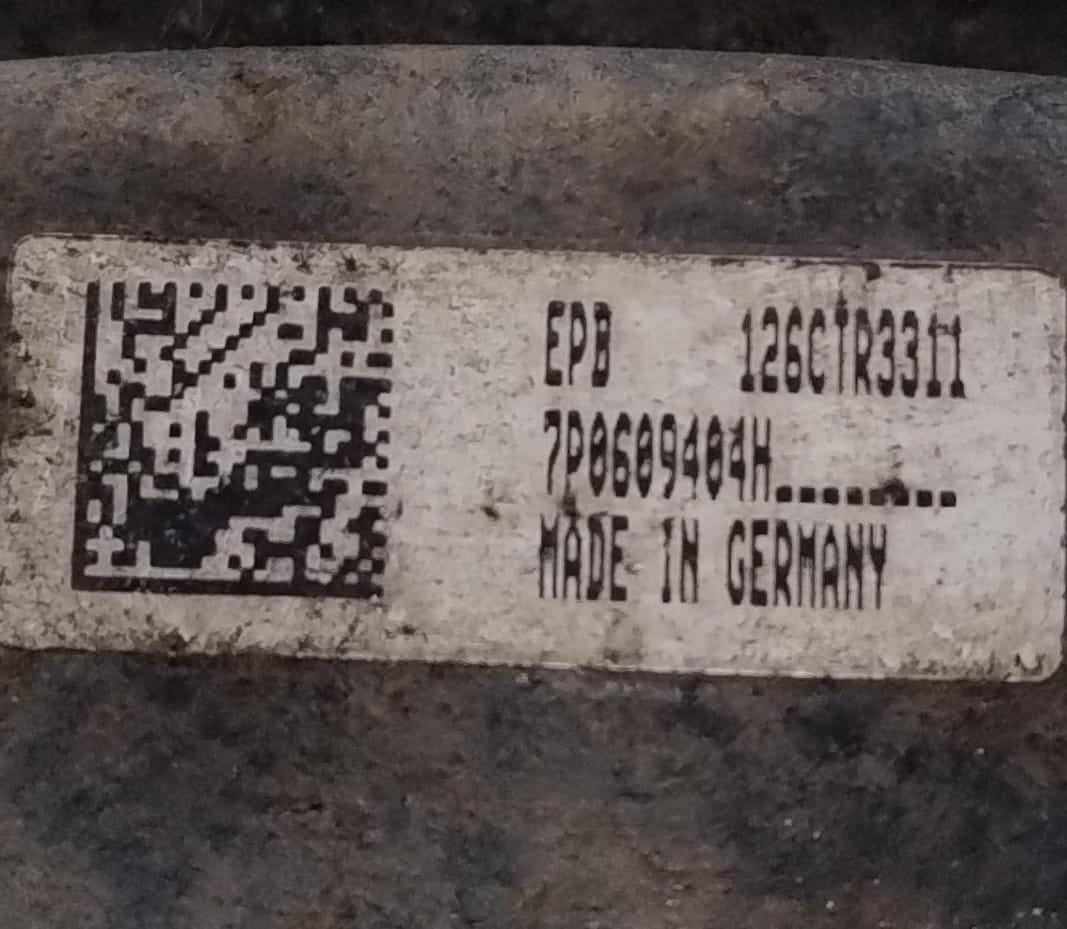 EPB 126CTR3311
7P0609404H........
MADE IN GERMANY